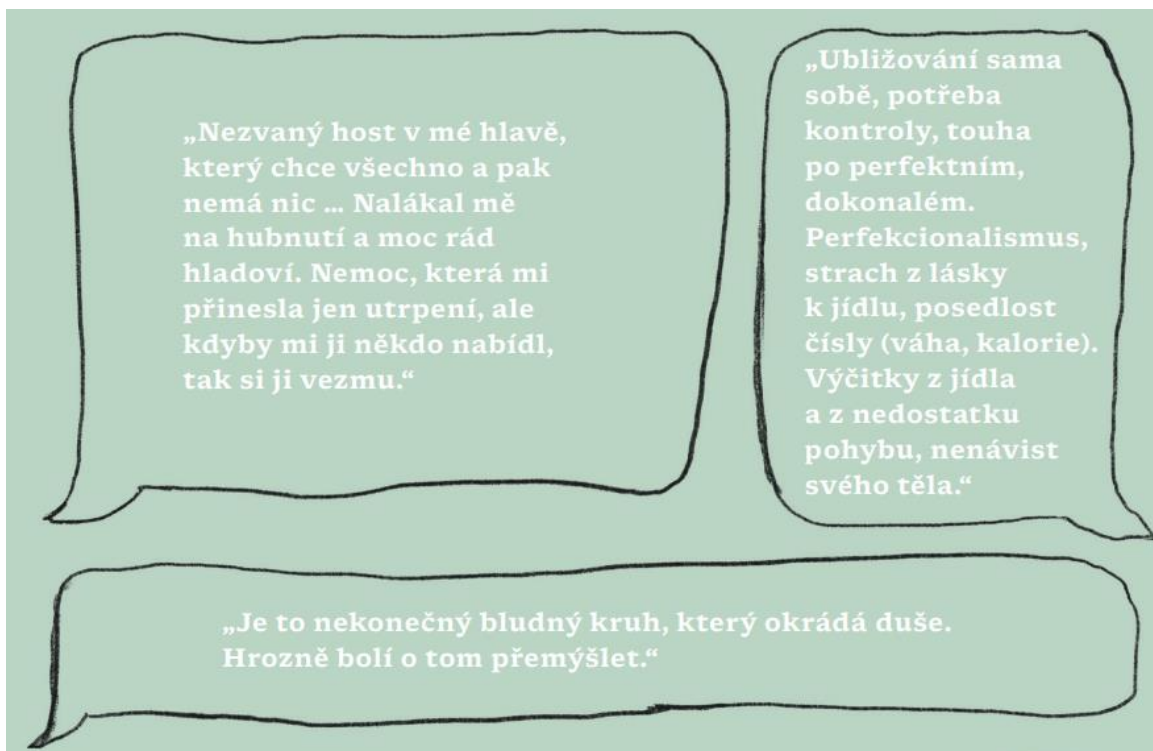 „Nezvaný host v mé hlavě,
který chce všechno a pak
nemá nic ... Nalákal mě
na hubnutí a moc rád
hladoví. Nemoc, která mi
přinesla jen utrpení, ale
kdyby mi ji někdo nabídl,
tak si ji vezmu.“
„Ubližování sama
sobě, potřeba
kontroly, touha
po perfektním,
dokonalém.
Perfekcionalismus,
strach z lásky
k jídlu, posedlost
čísly (váha, kalorie).
Výčitky z jídla
a z nedostatku
pohybu, nenávist
svého těla.“
„Je to nekonečný bludný kruh, který okrádá duše.
Hrozně bolí o tom přemýšlet.“